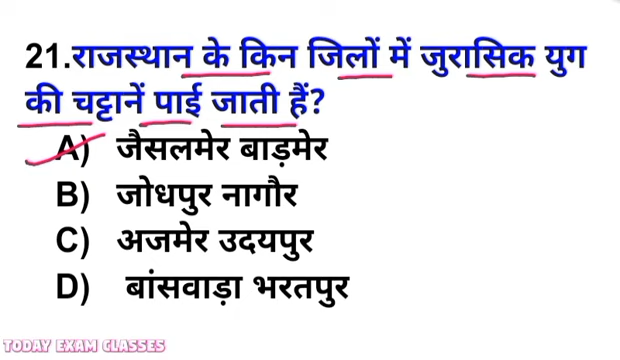 21.राजस्थान के किन जिलों में जुरासिक युग
की चट्टानें पाई जाती हैं?
A) जैसलमेर बाड़मेर
B) जोधपुर नागौर
C) अजमेर उदयपुर
D) बांसवाड़ा भरतपुर
TODAY EXAM CLASSES